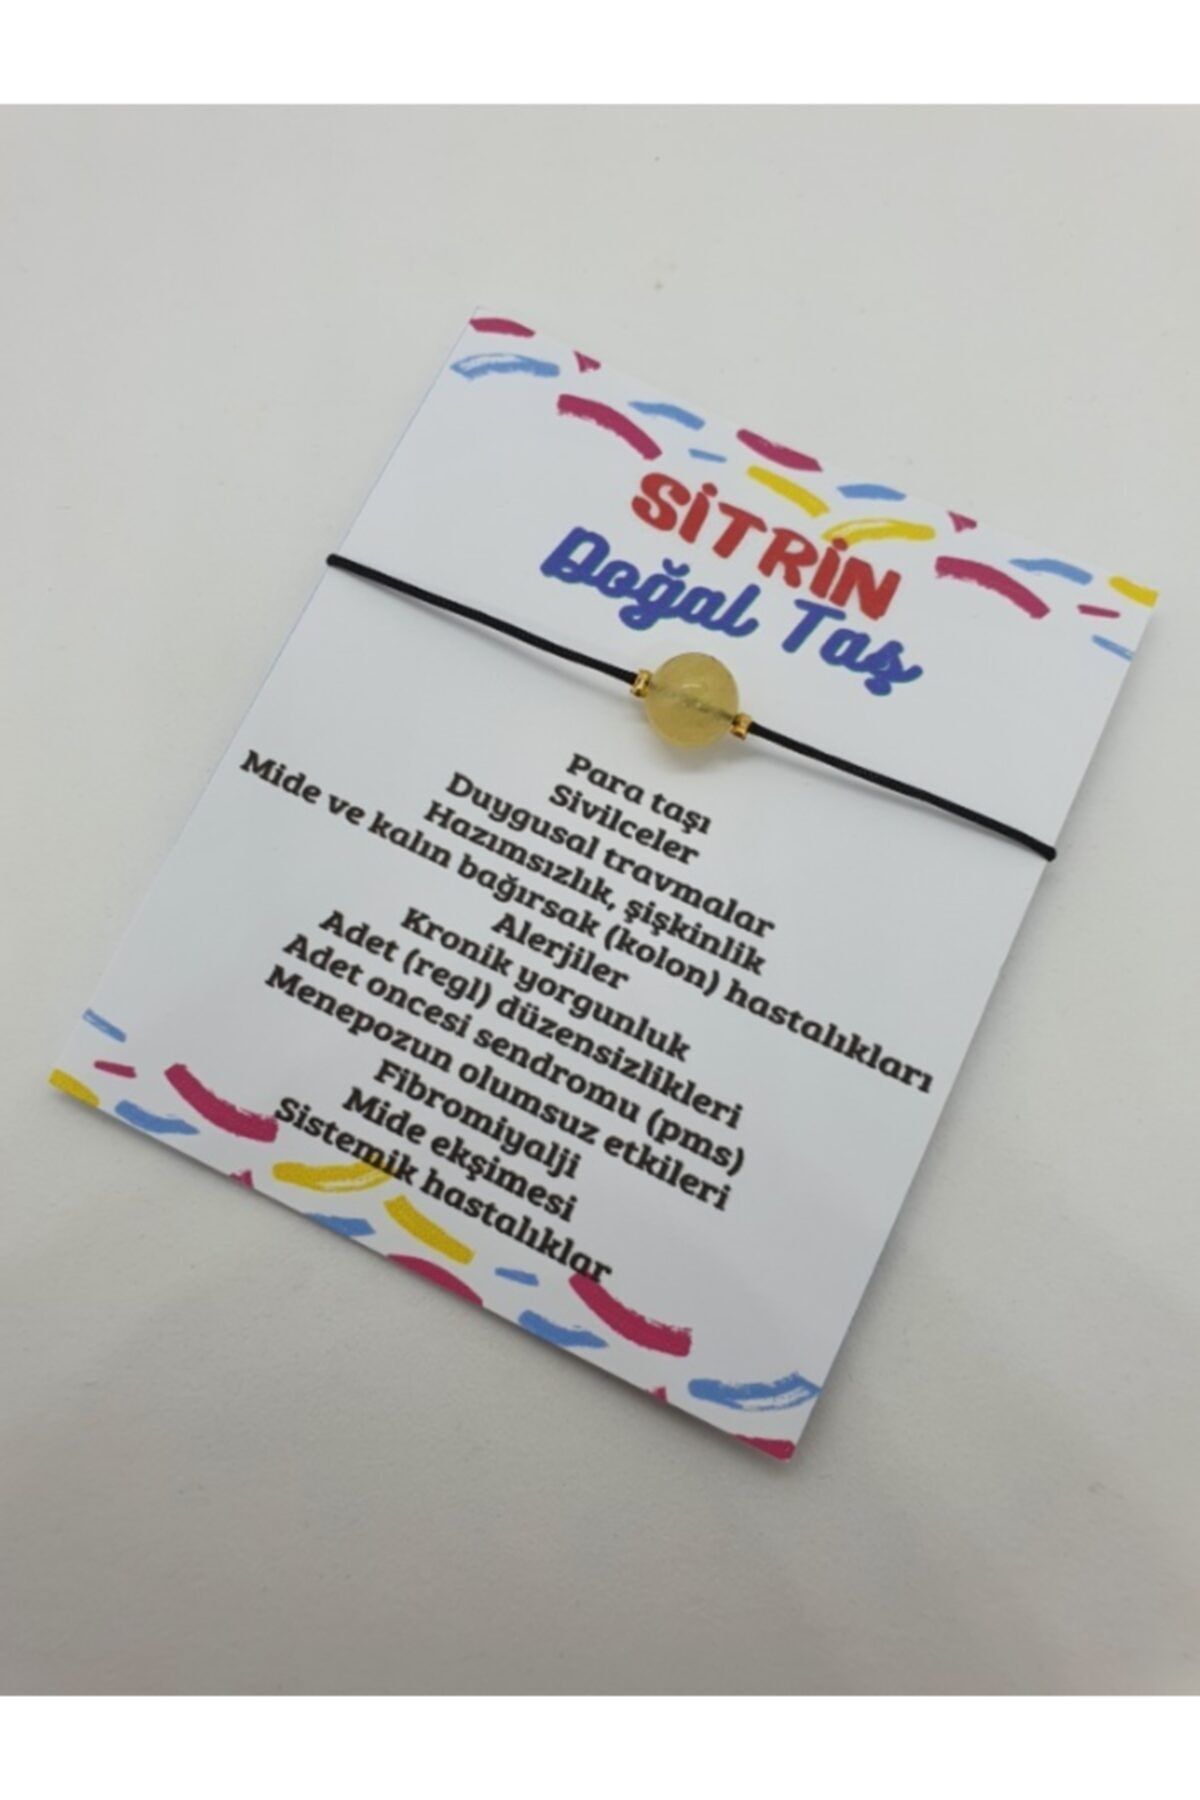 SİTRİN
Doğal Taş
Para taşı
Sivilceler
Duygusal travmalar
Hazımsızlık, şişkinlik
Mide ve kalın bağırsak (kolon) hastalıkları
Alerjiler
Kronik yorgunluk
Adet (regl) düzensizlikleri
Adet oncesi sendromu (pms)
Menepozun olumsuz etkileri
Fibromiyalji
Mide ekşimesi
Sistemik hastalıklar